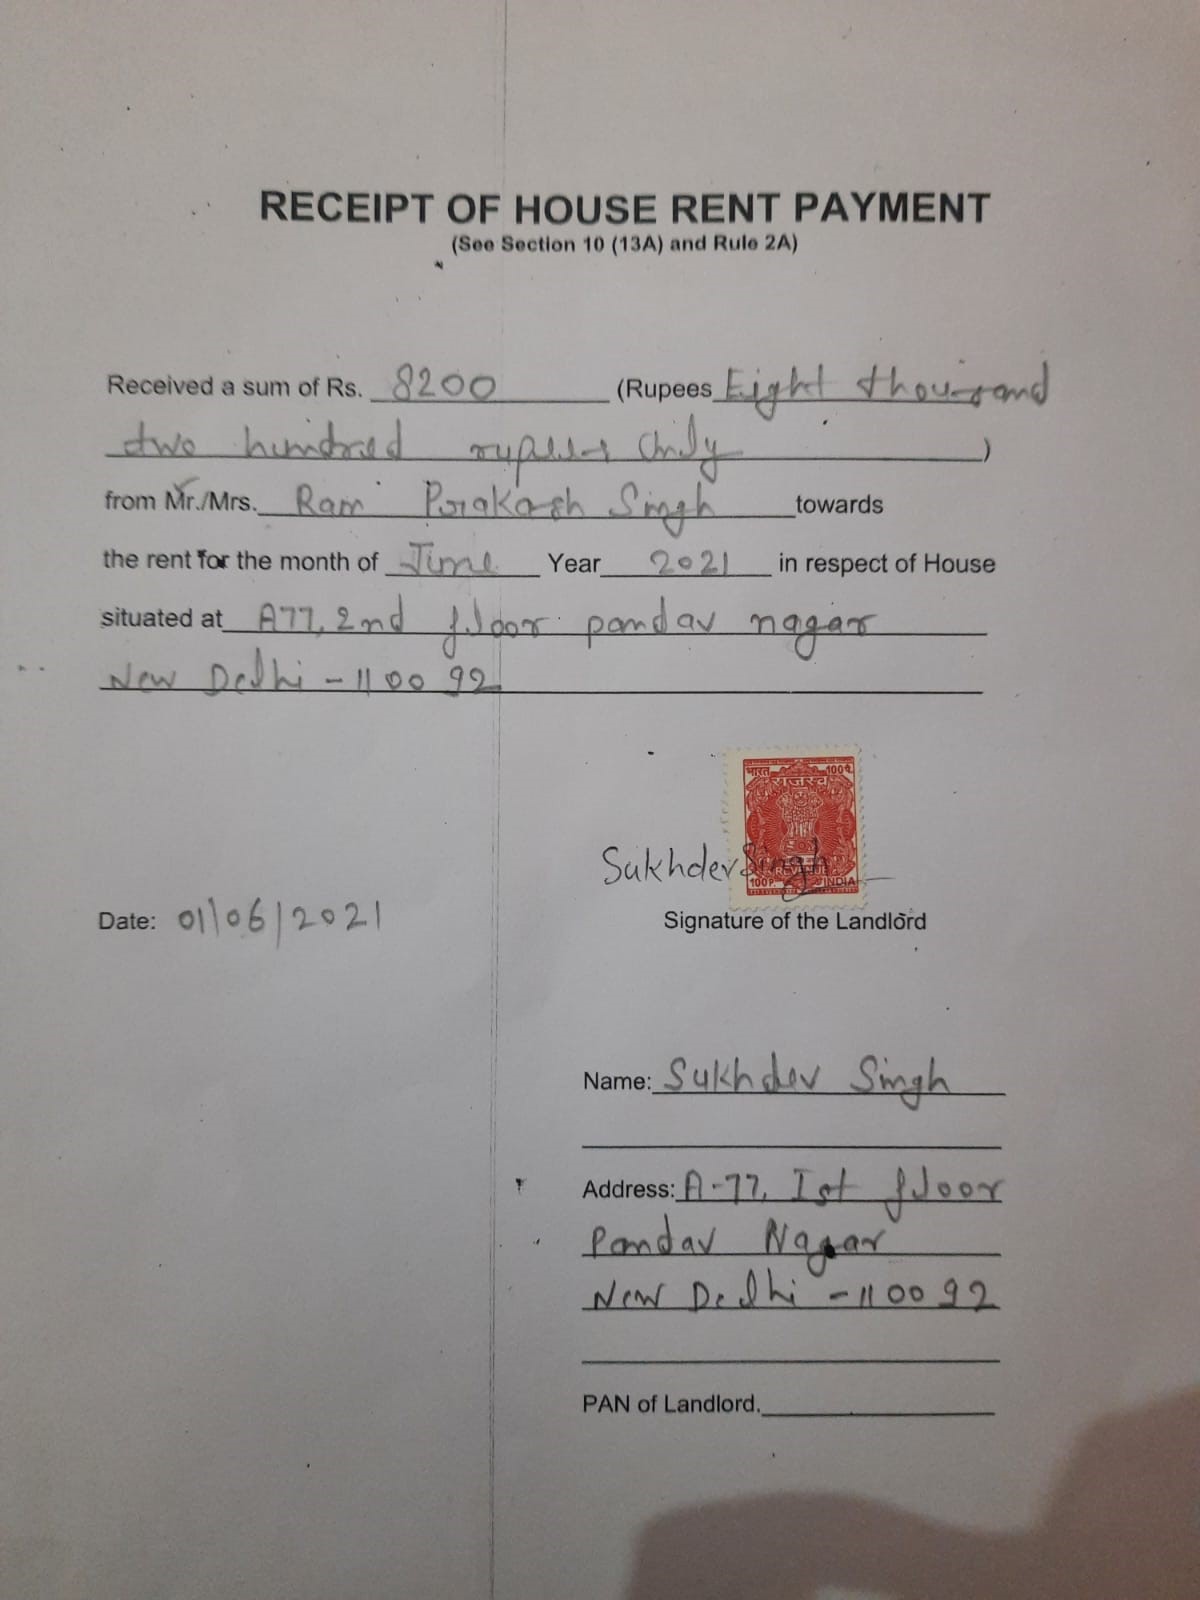 RECEIPT OF HOUSE RENT PAYMENT
(See Section 10 (13A) and Rule 2A)
Received a sum of Rs. 8200 (Rupees Eight thousand
two hundred rupees Only )
from Mr./Mrs. Ram Prakash Singh towards
the rent for the month of June Year 2021 in respect of House
situated at A77, 2nd floor pandav nagar
New Delhi - 110092
भारत 100 प.
राजस्व
REVENUE
100 P. INDIA
Sukhdev Singh
Date: 01/06/2021 Signature of the Landlord
Name: Sukhdev Singh
Address: A-77, Ist floor
Pandav Nagar
New Delhi - 110092
PAN of Landlord.